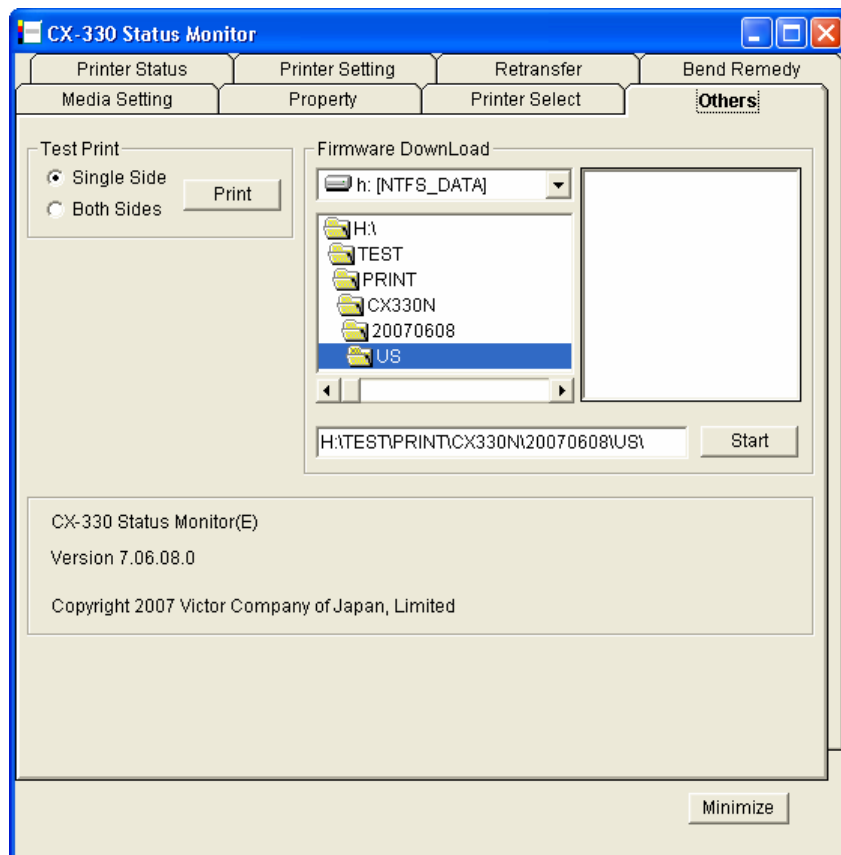 CX-330 Status Monitor
Printer Status Printer Setting Retransfer Bend Remedy
Media Setting Property Printer Select Others
Test Print
Single Side
Both Sides
Print
Firmware DownLoad
h: [NTFS_DATA]
H:\
TEST
PRINT
CX330N
20070608
US
H:\TEST\PRINT\CX330N\20070608\US\
Start
CX-330 Status Monitor(E)
Version 7.06.08.0
Copyright 2007 Victor Company of Japan, Limited
Minimize